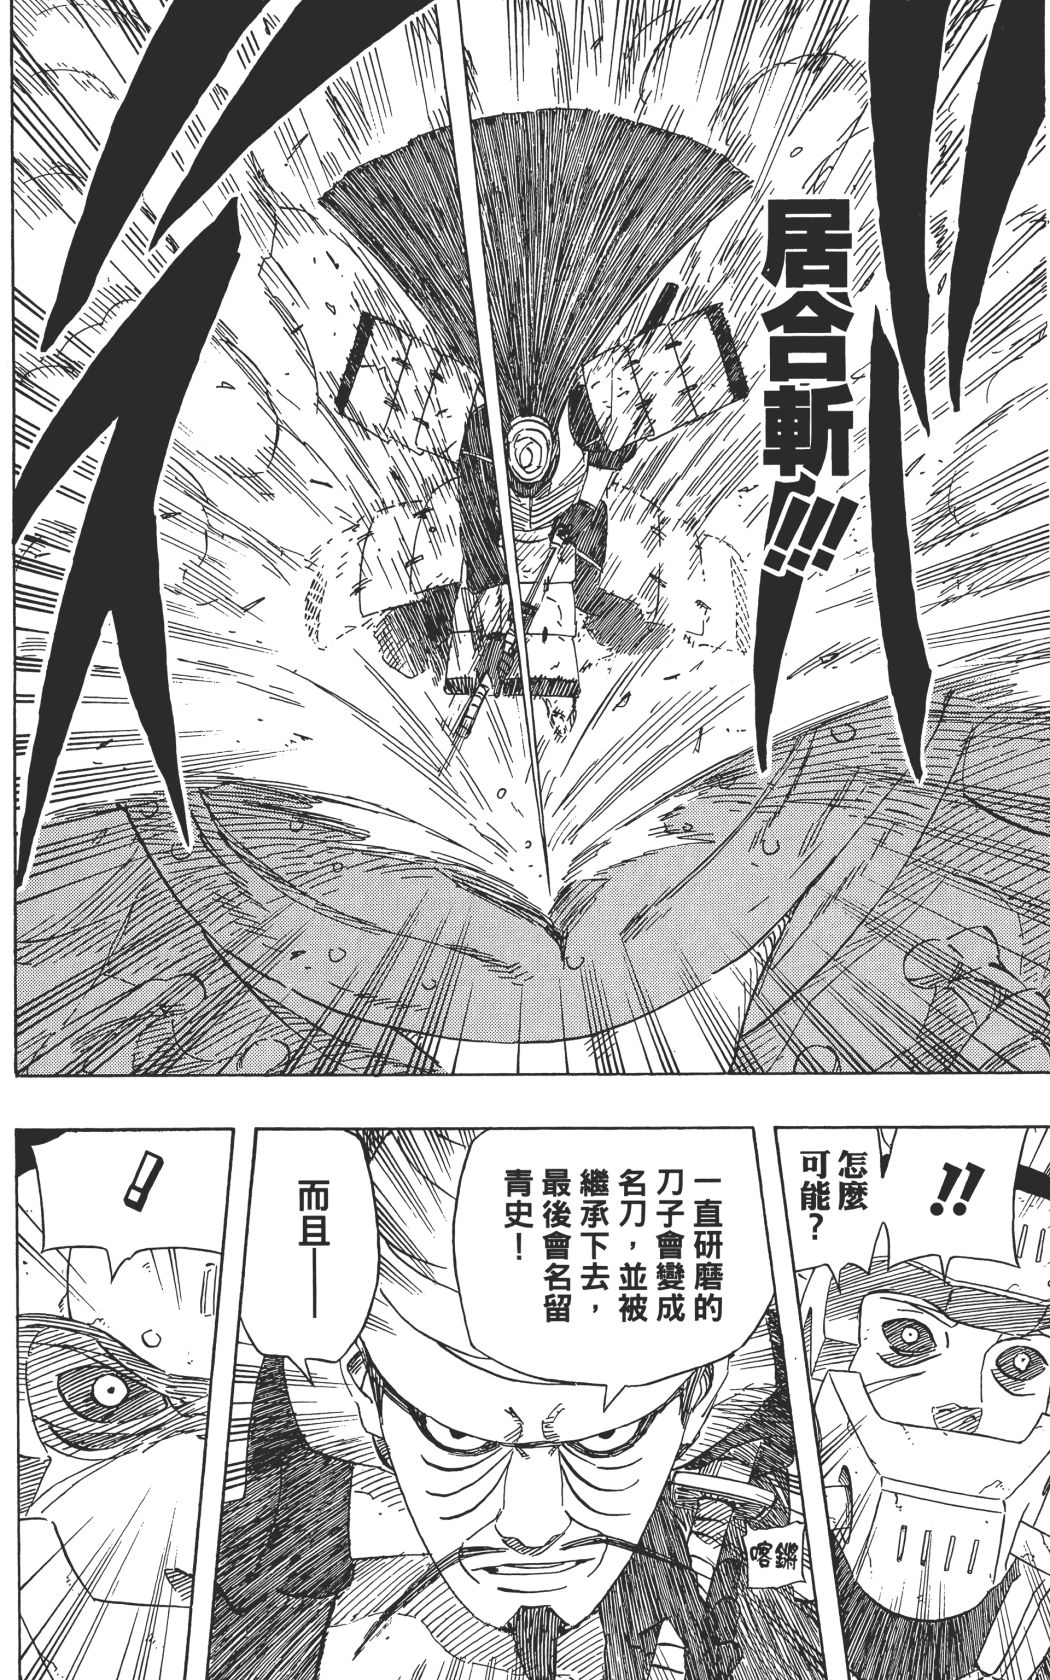 居合斬!!!
!!
怎麼
可能?
一直研磨的
刀子會變成
名刀，並被
繼承下去，
最後會名留
青史！
喀鏘
而且──
!